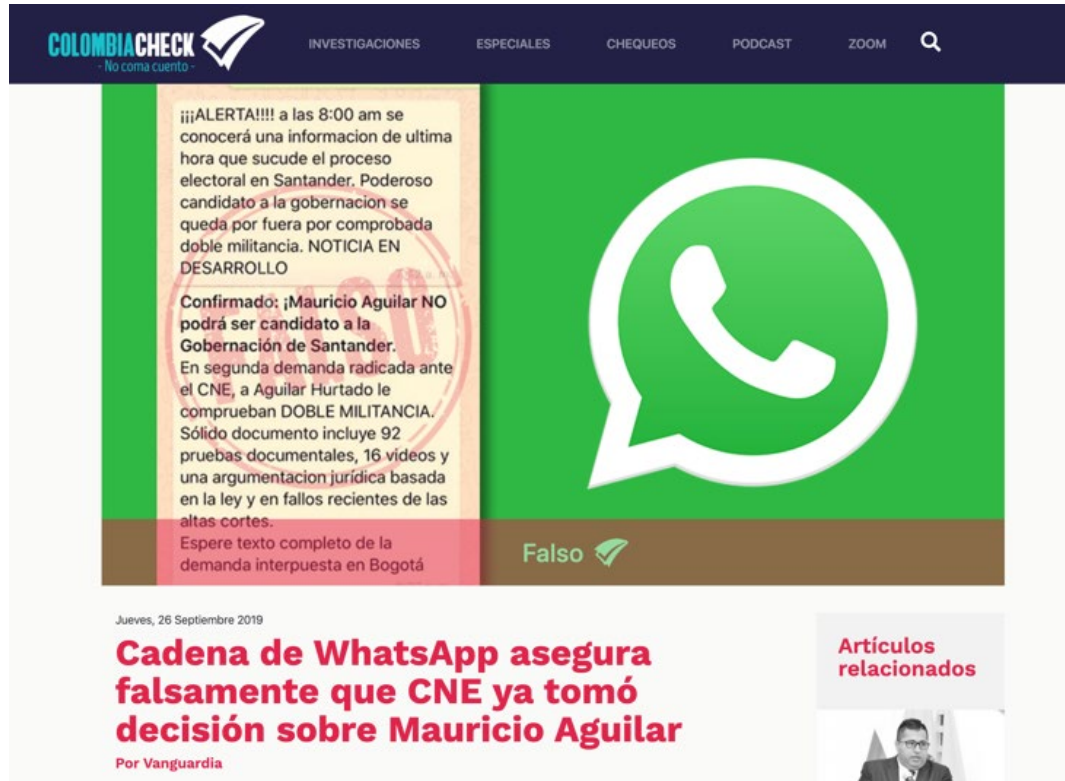 COLOMBIACHECK
- No coma cuento -
INVESTIGACIONES
ESPECIALES
CHEQUEOS
PODCAST
ZOOM
¡¡¡ALERTA!!!! a las 8:00 am se
conocerá una informacion de ultima
hora que sucude el proceso
electoral en Santander. Poderoso
candidato a la gobernacion se
queda por fuera por comprobada
doble militancia. NOTICIA EN
DESARROLLO
Confirmado: ¡Mauricio Aguilar NO
podrá ser candidato a la
Gobernación de Santander.
En segunda demanda radicada ante
el CNE, a Aguilar Hurtado le
comprueban DOBLE MILITANCIA.
Sólido documento incluye 92
pruebas documentales, 16 videos y
una argumentacion jurídica basada
en la ley y en fallos recientes de las
altas cortes.
Espere texto completo de la
demanda interpuesta en Bogotá
FALSO
Falso
Jueves, 26 Septiembre 2019
Cadena de WhatsApp asegura
falsamente que CNE ya tomó
decisión sobre Mauricio Aguilar
Por Vanguardia
Artículos
relacionados